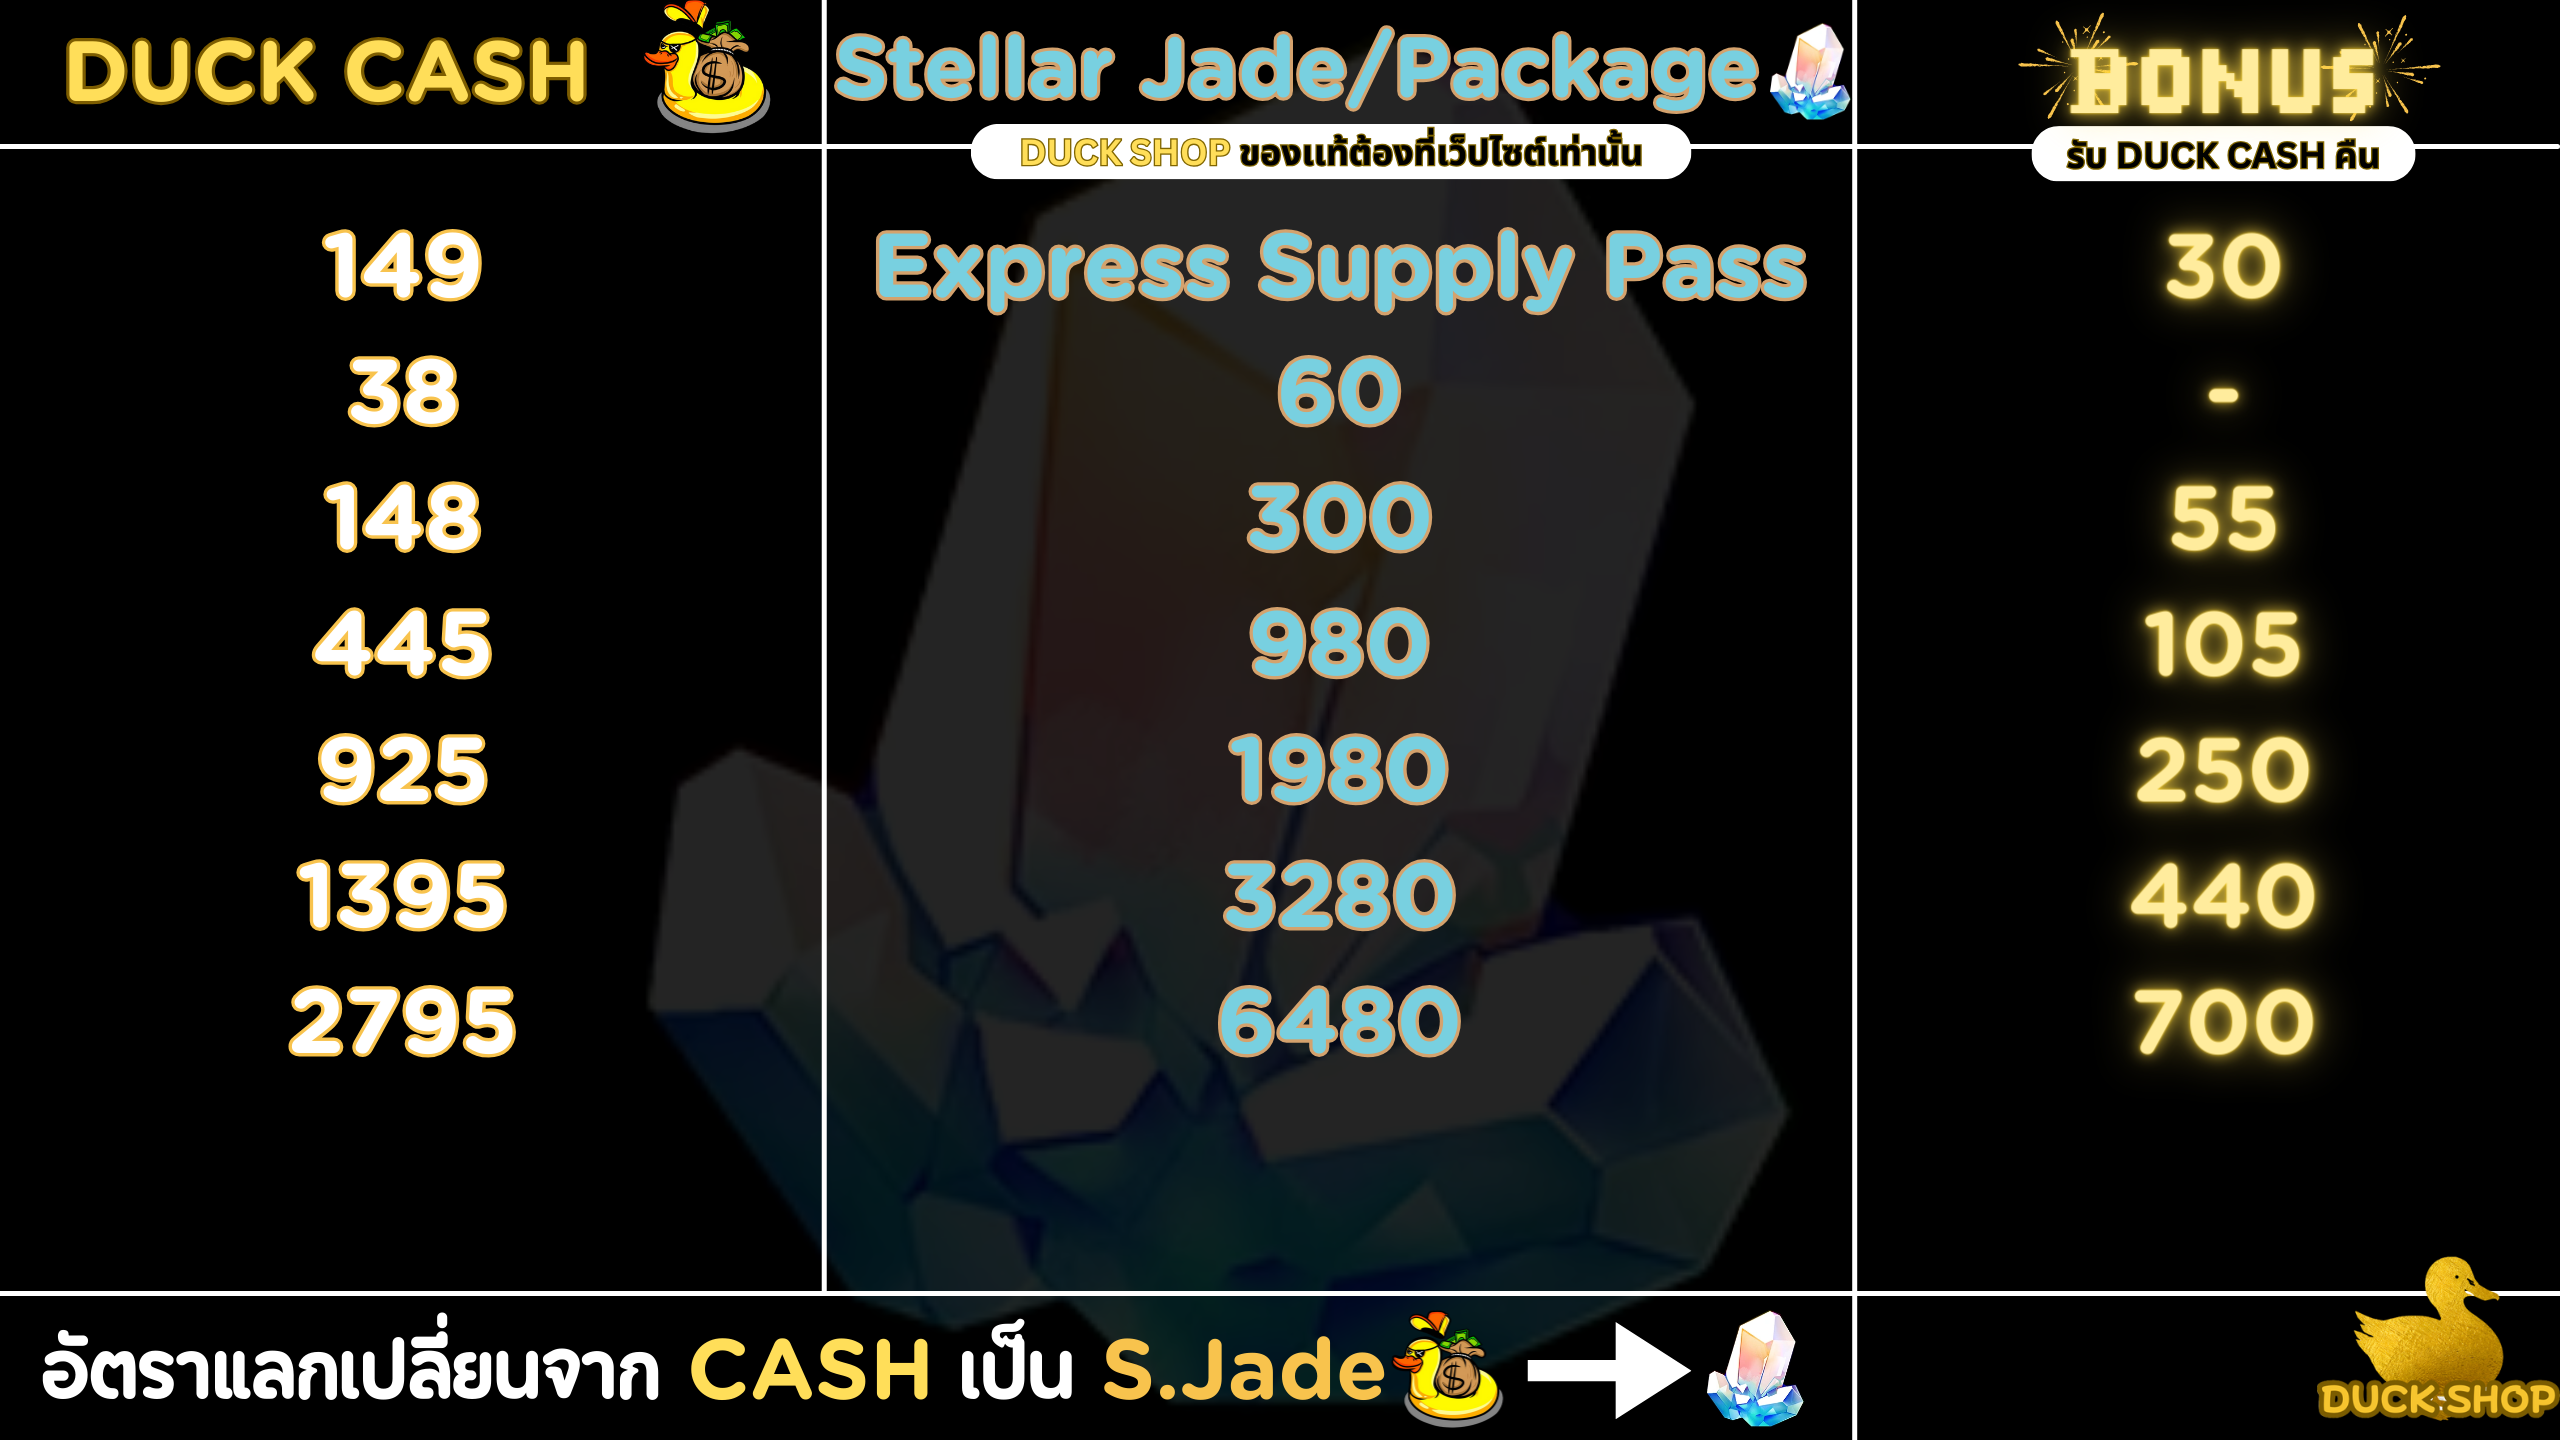 DUCK CASH
Stellar Jade/Package
BONUS
DUCK SHOP ของแท้ต้องที่เว็ปไซต์เท่านั้น
รับ DUCK CASH คืน
149 Express Supply Pass 30
38 60 -
148 300 55
445 980 105
925 1980 250
1395 3280 440
2795 6480 700
อัตราแลกเปลี่ยนจาก CASH เป็น S.Jade
DUCK SHOP